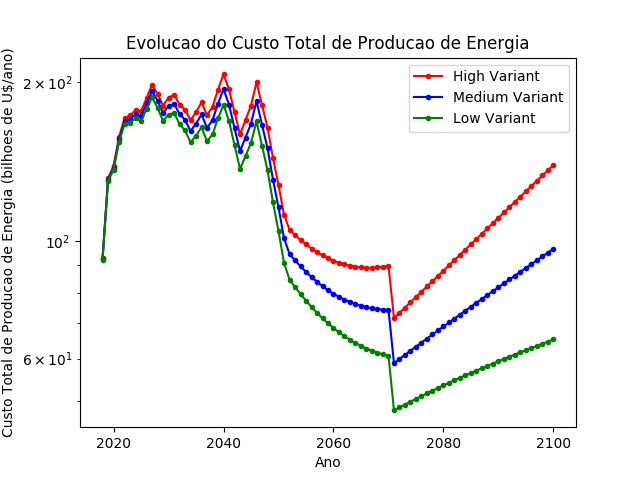 Evolucao do Custo Total de Producao de Energia
High Variant
Medium Variant
Low Variant
Custo Total de Producao de Energia (bilhoes de U$/ano)
2 × 10²
10²
6 × 10¹
2020 2040 2060 2080 2100
Ano